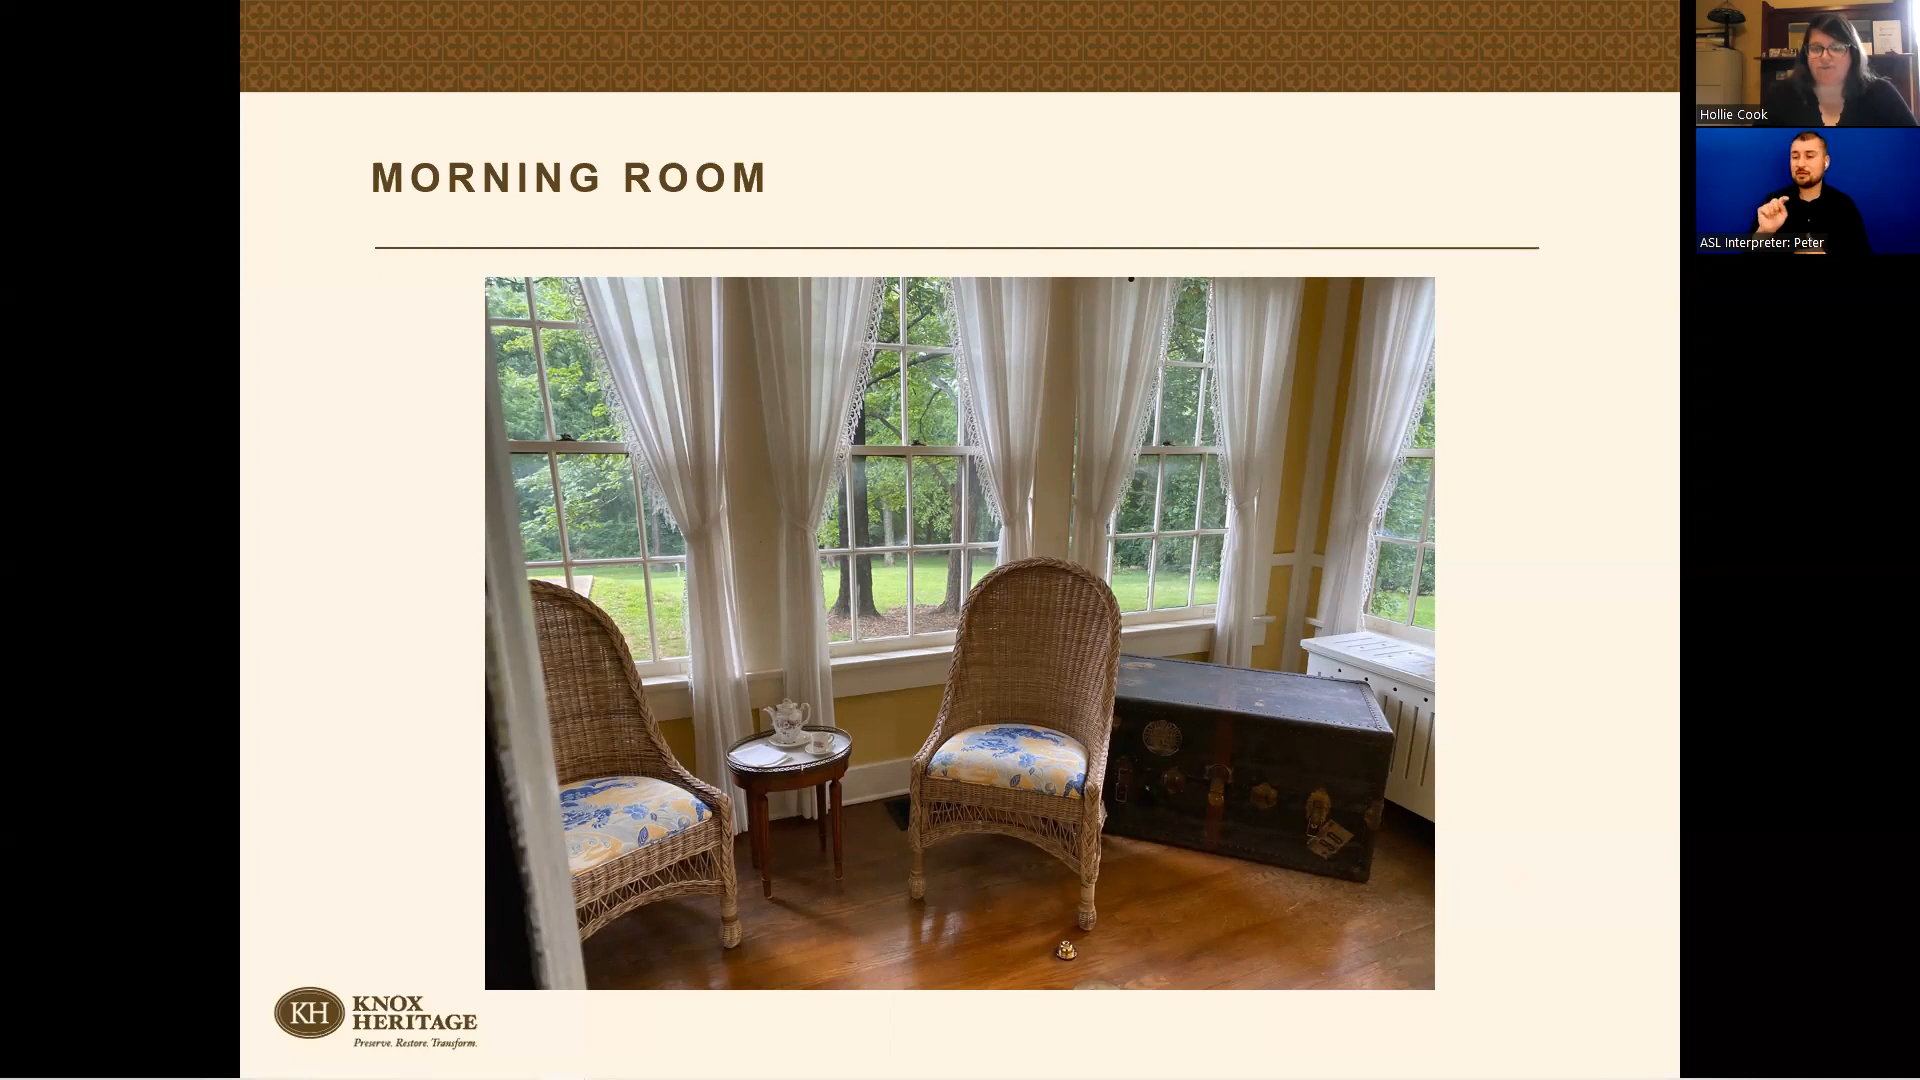 MORNING ROOM
KH
KNOX
HERITAGE
Preserve. Restore. Transform.
Hollie Cook
ASL Interpreter: Peter